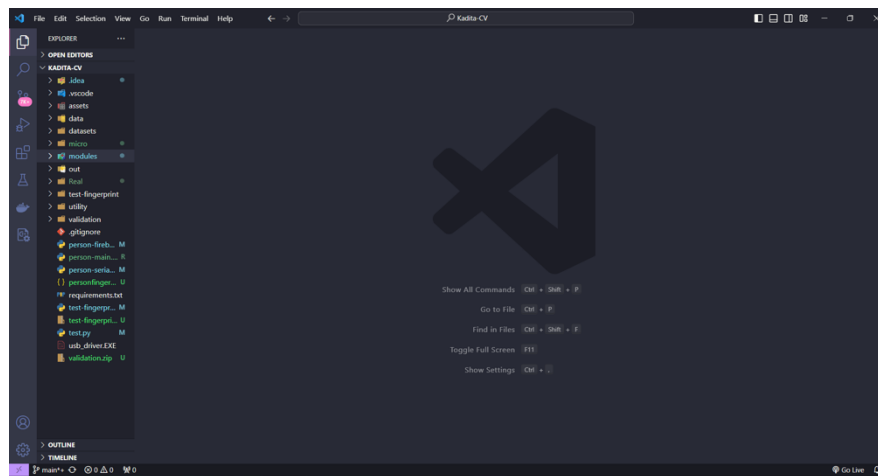 File Edit Selection View Go Run Terminal Help
Kadita-CV
EXPLORER
OPEN EDITORS
KADITA-CV
.idea
.vscode
assets
data
datasets
micro
modules
out
Real
test-fingerprint
utility
validation
.gitignore
person-fireb... M
person-main.... R
person-seria... M
{} personfinger... U
requirements.txt
test-fingerpr... M
test-fingerpri... U
test.py M
usb_driver.EXE
validation.zip U
OUTLINE
TIMELINE
Show All Commands Ctrl + Shift + P
Go to File Ctrl + P
Find in Files Ctrl + Shift + F
Toggle Full Screen F11
Show Settings Ctrl + ,
main*+ 0 0 0 Go Live